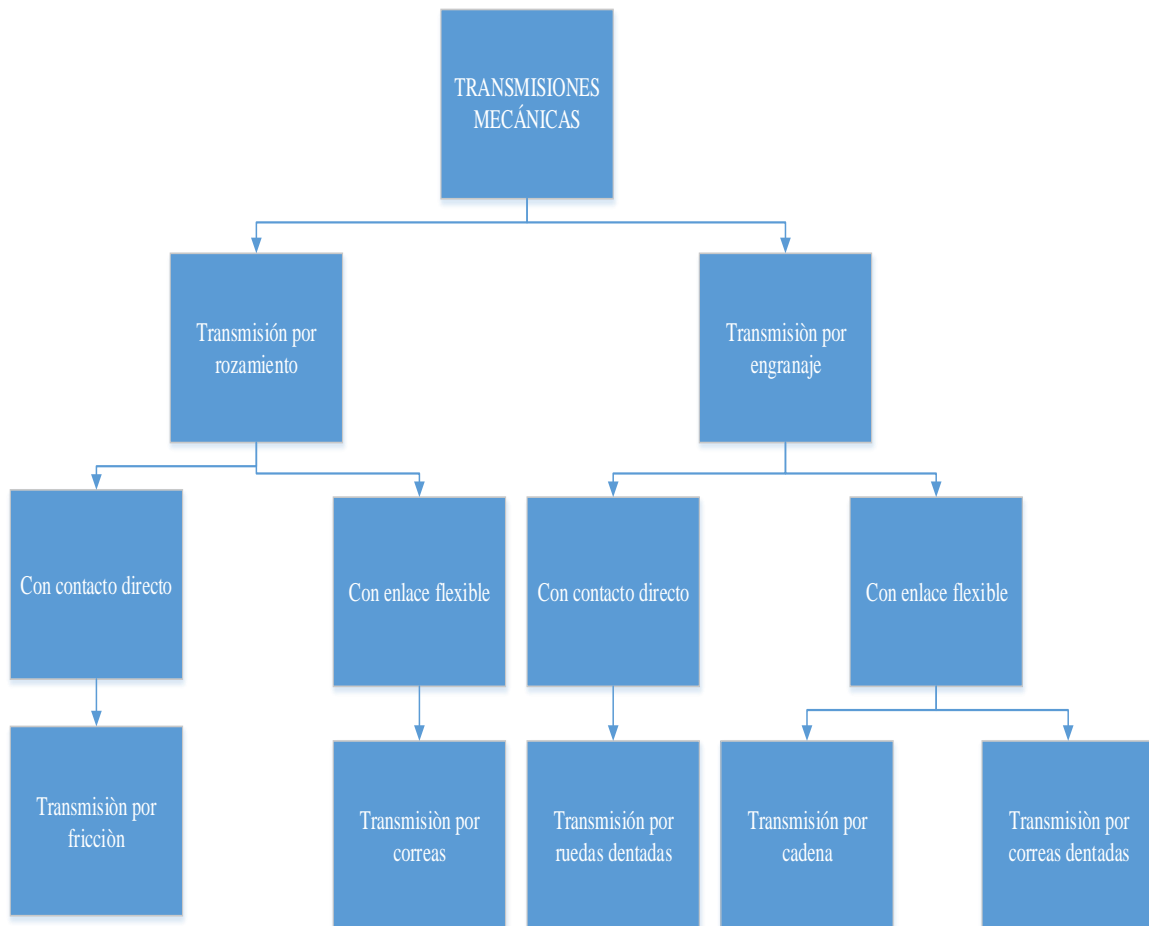 TRANSMISIONES
MECÁNICAS
Transmisión por
rozamiento
Transmisiòn por
engranaje
Con contacto directo
Con enlace flexible
Con contacto directo
Con enlace flexible
Transmisiòn por
fricciòn
Transmisiòn por
correas
Transmisión por
ruedas dentadas
Transmisión por
cadena
Transmisiòn por
correas dentadas